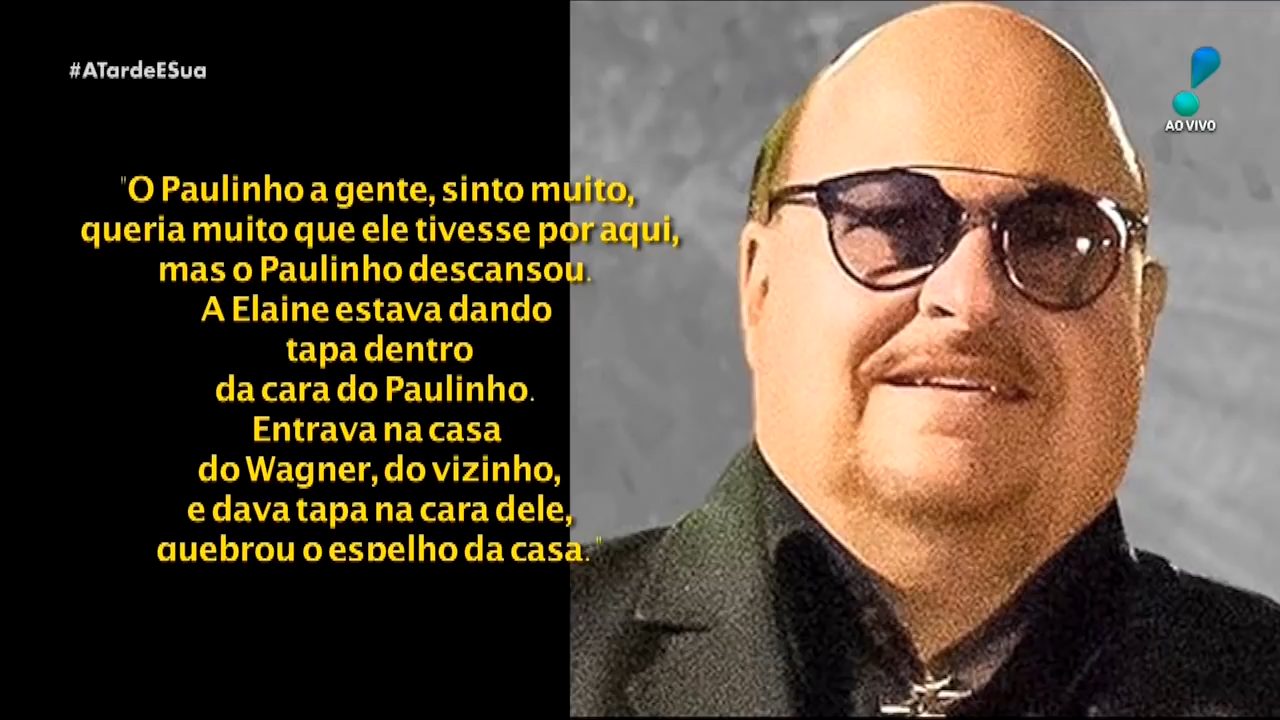 #ATardeESua
AO VIVO
"O Paulinho a gente, sinto muito,
queria muito que ele tivesse por aqui,
mas o Paulinho descansou.
A Elaine estava dando
tapa dentro
da cara do Paulinho.
Entrava na casa
do Wagner, do vizinho,
e dava tapa na cara dele,
quebrou o espelho da casa."